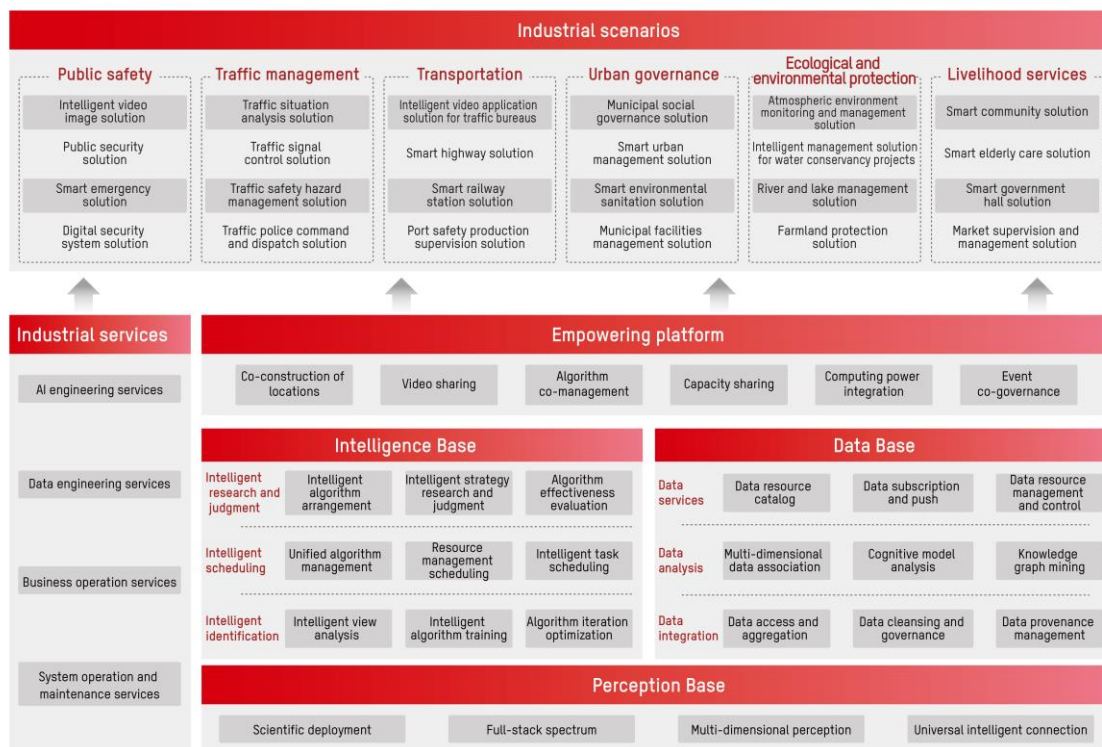 Industrial scenarios
Public safety
Intelligent video
image solution
Public security
solution
Smart emergency
solution
Digital security
system solution
Traffic management
Traffic situation
analysis solution
Traffic signal
control solution
Traffic safety hazard
management solution
Traffic police command
and dispatch solution
Transportation
Intelligent video application
solution for traffic bureaus
Smart highway solution
Smart railway
station solution
Port safety production
supervision solution
Urban governance
Municipal social
governance solution
Smart urban
management solution
Smart environmental
sanitation solution
Municipal facilities
management solution
Ecological and
environmental protection
Atmospheric environment
monitoring and management
solution
Intelligent management solution
for water conservancy projects
River and lake management
solution
Farmland protection
solution
Livelihood services
Smart community solution
Smart elderly care solution
Smart government
hall solution
Market supervision and
management solution
Industrial services
AI engineering services
Data engineering services
Business operation services
System operation and
maintenance services
Empowering platform
Co-construction of
locations
Video sharing
Algorithm
co-management
Capacity sharing
Computing power
integration
Event
co-governance
Intelligence Base
Intelligent
research and
judgment
Intelligent
algorithm
arrangement
Intelligent strategy
research and
judgment
Algorithm
effectiveness
evaluation
Intelligent
scheduling
Unified algorithm
management
Resource
management
scheduling
Intelligent task
scheduling
Intelligent
identification
Intelligent view
analysis
Intelligent
algorithm training
Algorithm iteration
optimization
Data Base
Data
services
Data resource
catalog
Data subscription
and push
Data resource
management
and control
Data
analysis
Multi-dimensional
data association
Cognitive model
analysis
Knowledge
graph mining
Data
integration
Data access and
aggregation
Data cleansing and
governance
Data provenance
management
Perception Base
Scientific deployment
Full-stack spectrum
Multi-dimensional perception
Universal intelligent connection